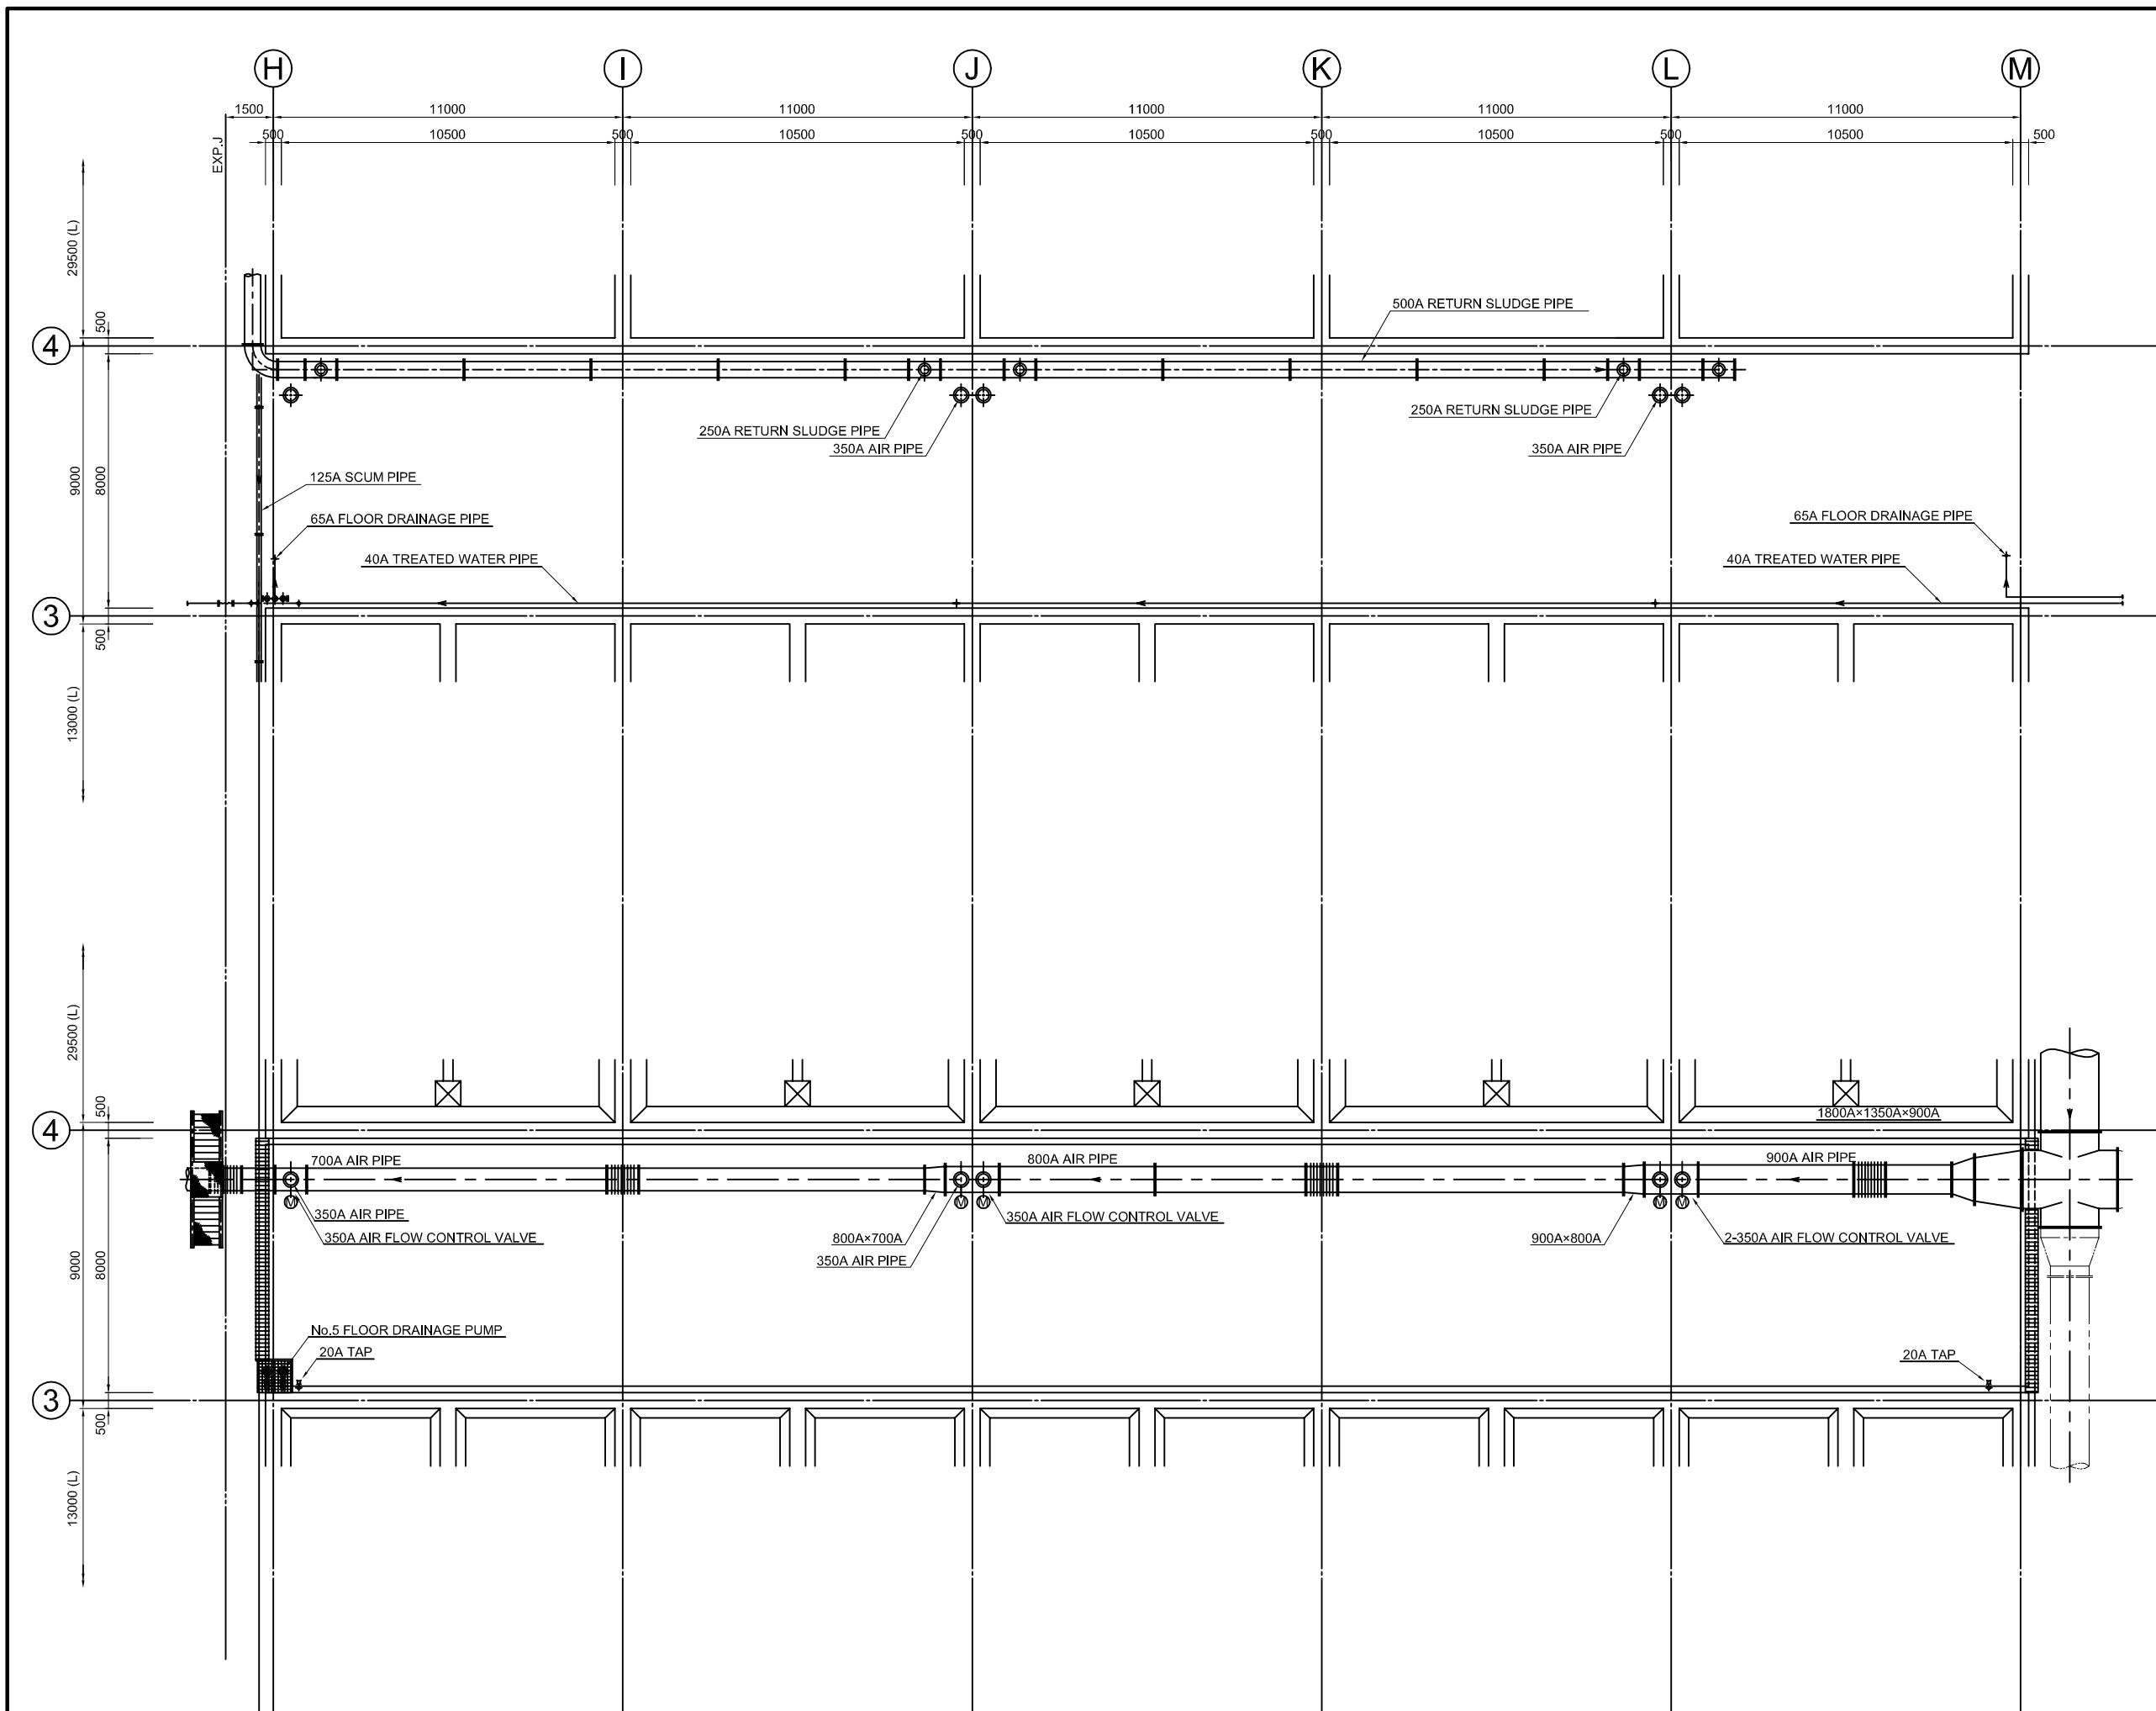 H I J K L M
1500 11000 11000 11000 11000 11000
500 10500 500 10500 500 10500 500 10500 500 10500 500
EXP.J
29500 (L)
500
4
500A RETURN SLUDGE PIPE
250A RETURN SLUDGE PIPE
250A RETURN SLUDGE PIPE
350A AIR PIPE
350A AIR PIPE
9000
8000
125A SCUM PIPE
65A FLOOR DRAINAGE PIPE
65A FLOOR DRAINAGE PIPE
40A TREATED WATER PIPE
40A TREATED WATER PIPE
3
500
13000 (L)
29500 (L)
500
1800A×1350A×900A
4
700A AIR PIPE
800A AIR PIPE
900A AIR PIPE
M M M M M
350A AIR PIPE
350A AIR FLOW CONTROL VALVE
350A AIR FLOW CONTROL VALVE
800A×700A
900A×800A
2-350A AIR FLOW CONTROL VALVE
350A AIR PIPE
9000
8000
No.5 FLOOR DRAINAGE PUMP
20A TAP
20A TAP
3
500
13000 (L)